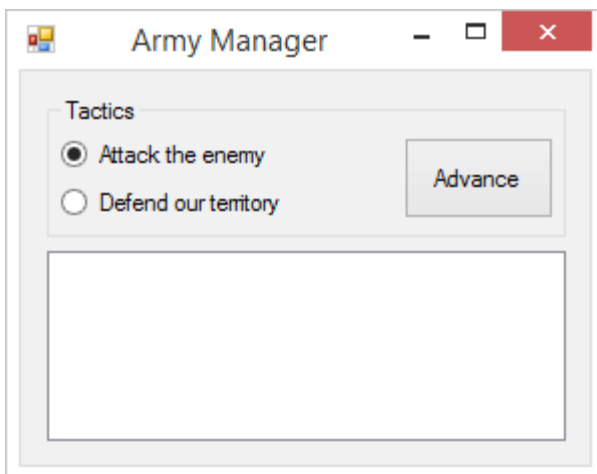 Army Manager
Tactics
Attack the enemy
Advance
Defend our territory